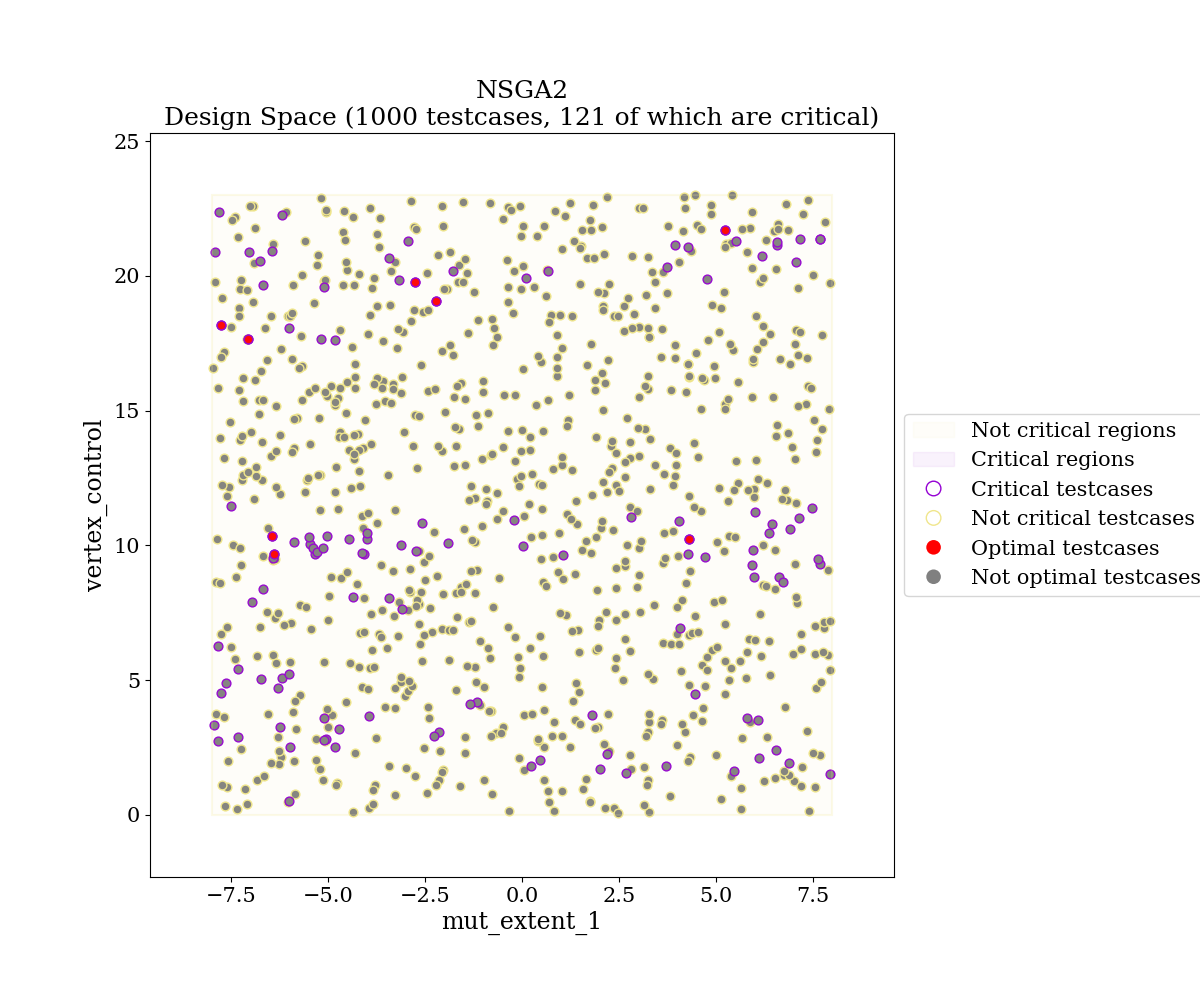 NSGA2
Design Space (1000 testcases, 121 of which are critical)
25
20
15
10
5
0
vertex_control
−7.5
−5.0
−2.5
0.0
2.5
5.0
7.5
mut_extent_1
Not critical regions
Critical regions
Critical testcases
Not critical testcases
Optimal testcases
Not optimal testcases